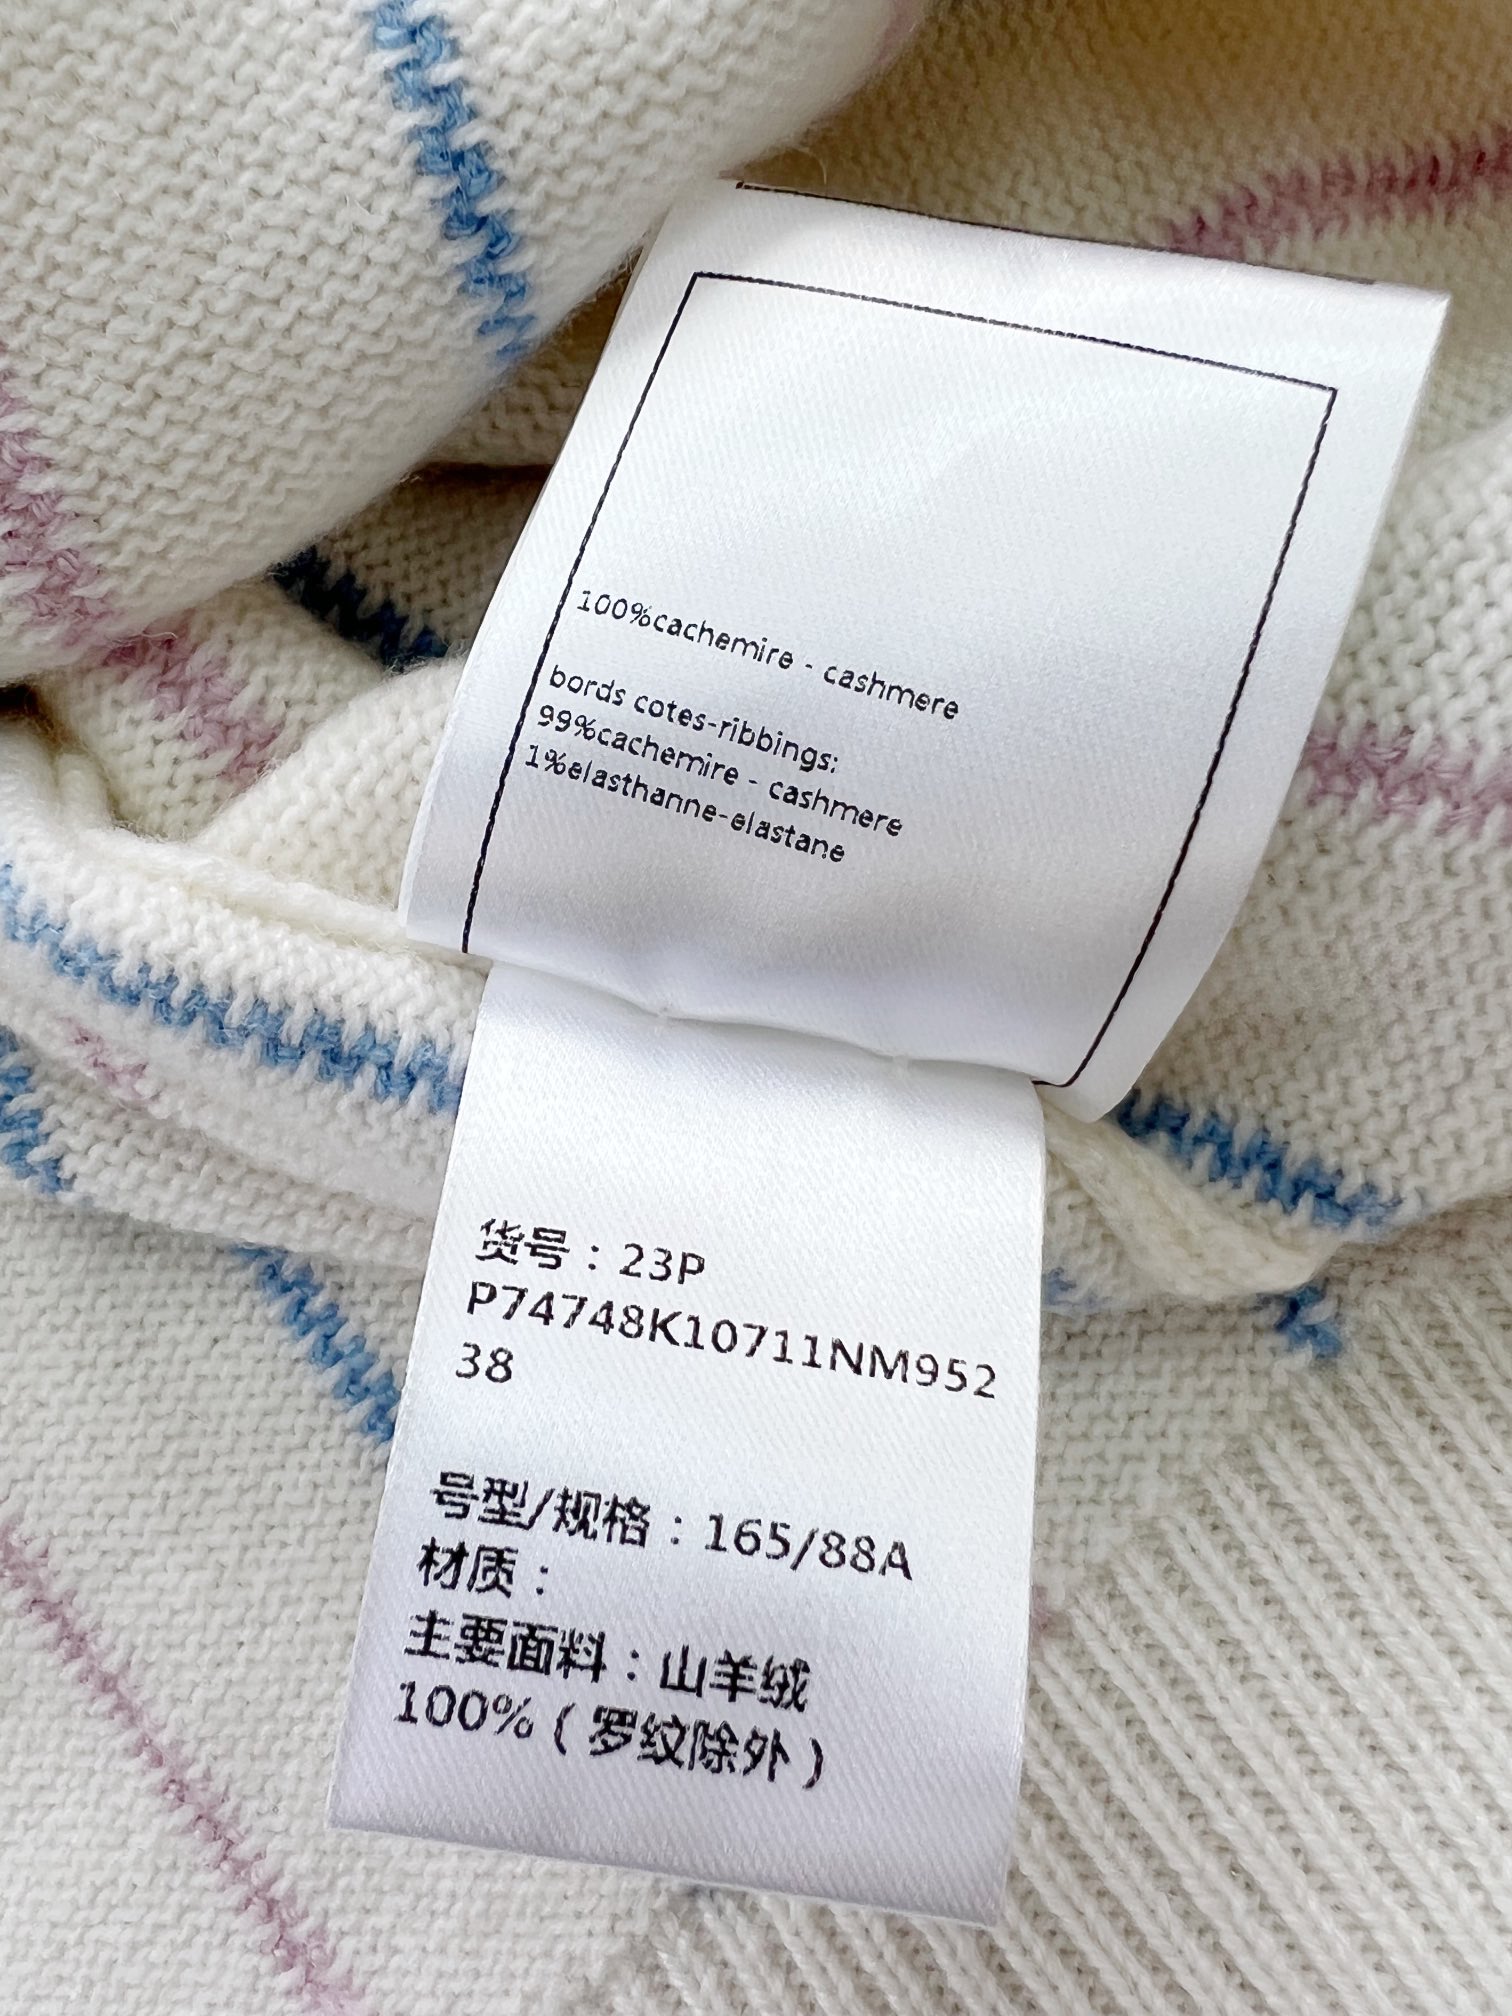 100%cachemire - cashmere
bords cotes-ribbings:
99%cachemire - cashmere
1%elasthanne-elastane
货号：23P
P74748K10711NM952
38
号型/规格：165/88A
材质：
主要面料：山羊绒
100%（罗纹除外）